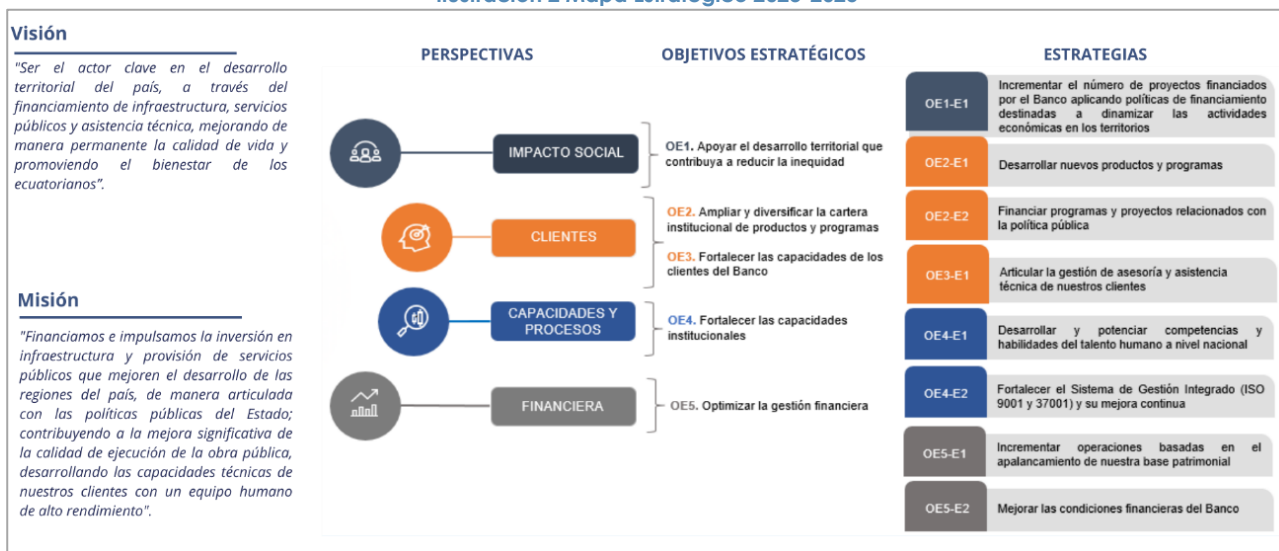 Visión
"Ser el actor clave en el desarrollo
territorial del país, a través del
financiamiento de infraestructura, servicios
públicos y asistencia técnica, mejorando de
manera permanente la calidad de vida y
promoviendo el bienestar de los
ecuatorianos".
Misión
"Financiamos e impulsamos la inversión en
infraestructura y provisión de servicios
públicos que mejoren el desarrollo de las
regiones del país, de manera articulada
con las políticas públicas del Estado;
contribuyendo a la mejora significativa de
la calidad de ejecución de la obra pública,
desarrollando las capacidades técnicas de
nuestros clientes con un equipo humano
de alto rendimiento".
PERSPECTIVAS
IMPACTO SOCIAL
CLIENTES
CAPACIDADES Y
PROCESOS
FINANCIERA
OBJETIVOS ESTRATÉGICOS
OE1. Apoyar el desarrollo territorial que
contribuya a reducir la inequidad
OE2. Ampliar y diversificar la cartera
institucional de productos y programas
OE3. Fortalecer las capacidades de los
clientes del Banco
OE4. Fortalecer las capacidades
institucionales
OE5. Optimizar la gestión financiera
ESTRATEGIAS
OE1-E1
Incrementar el número de proyectos financiados
por el Banco aplicando políticas de financiamiento
destinadas a dinamizar las actividades
económicas en los territorios
OE2-E1
Desarrollar nuevos productos y programas
OE2-E2
Financiar programas y proyectos relacionados con
la política pública
OE3-E1
Articular la gestión de asesoría y asistencia
técnica de nuestros clientes
OE4-E1
Desarrollar y potenciar competencias y
habilidades del talento humano a nivel nacional
OE4-E2
Fortalecer el Sistema de Gestión Integrado (ISO
9001 y 37001) y su mejora continua
OE5-E1
Incrementar operaciones basadas en el
apalancamiento de nuestra base patrimonial
OE5-E2
Mejorar las condiciones financieras del Banco